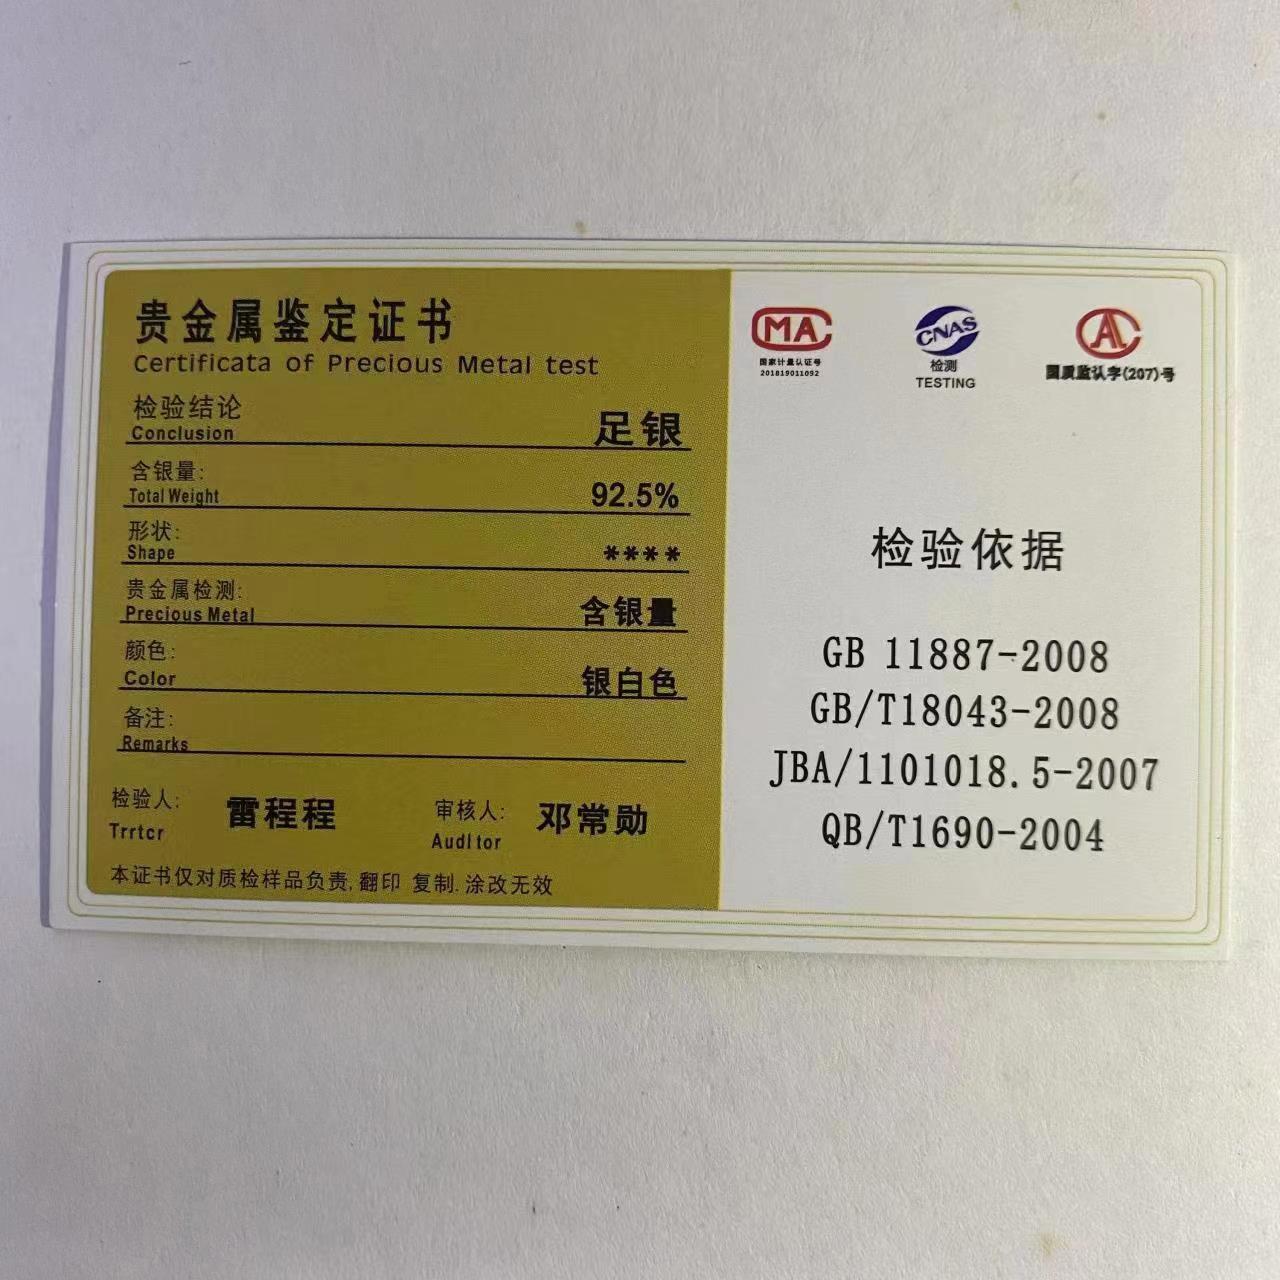 贵金属鉴定证书
Certificata of Precious Metal test
检验结论
Conclusion
足银
含银量:
Total Weight
92.5%
形状:
Shape
****
贵金属检测:
Precious Metal
含银量
颜色:
Color
银白色
备注:
Remarks
检验人:
Trrtcr
雷程程
审核人:
Audltor
邓常勋
本证书仅对质检样品负责,翻印 复制.涂改无效
MA
国家计量认证号
201819011092
CNAS
检测
TESTING
AL
国质监认字(207)号
检验依据
GB 11887-2008
GB/T18043-2008
JBA/1101018.5-2007
QB/T1690-2004